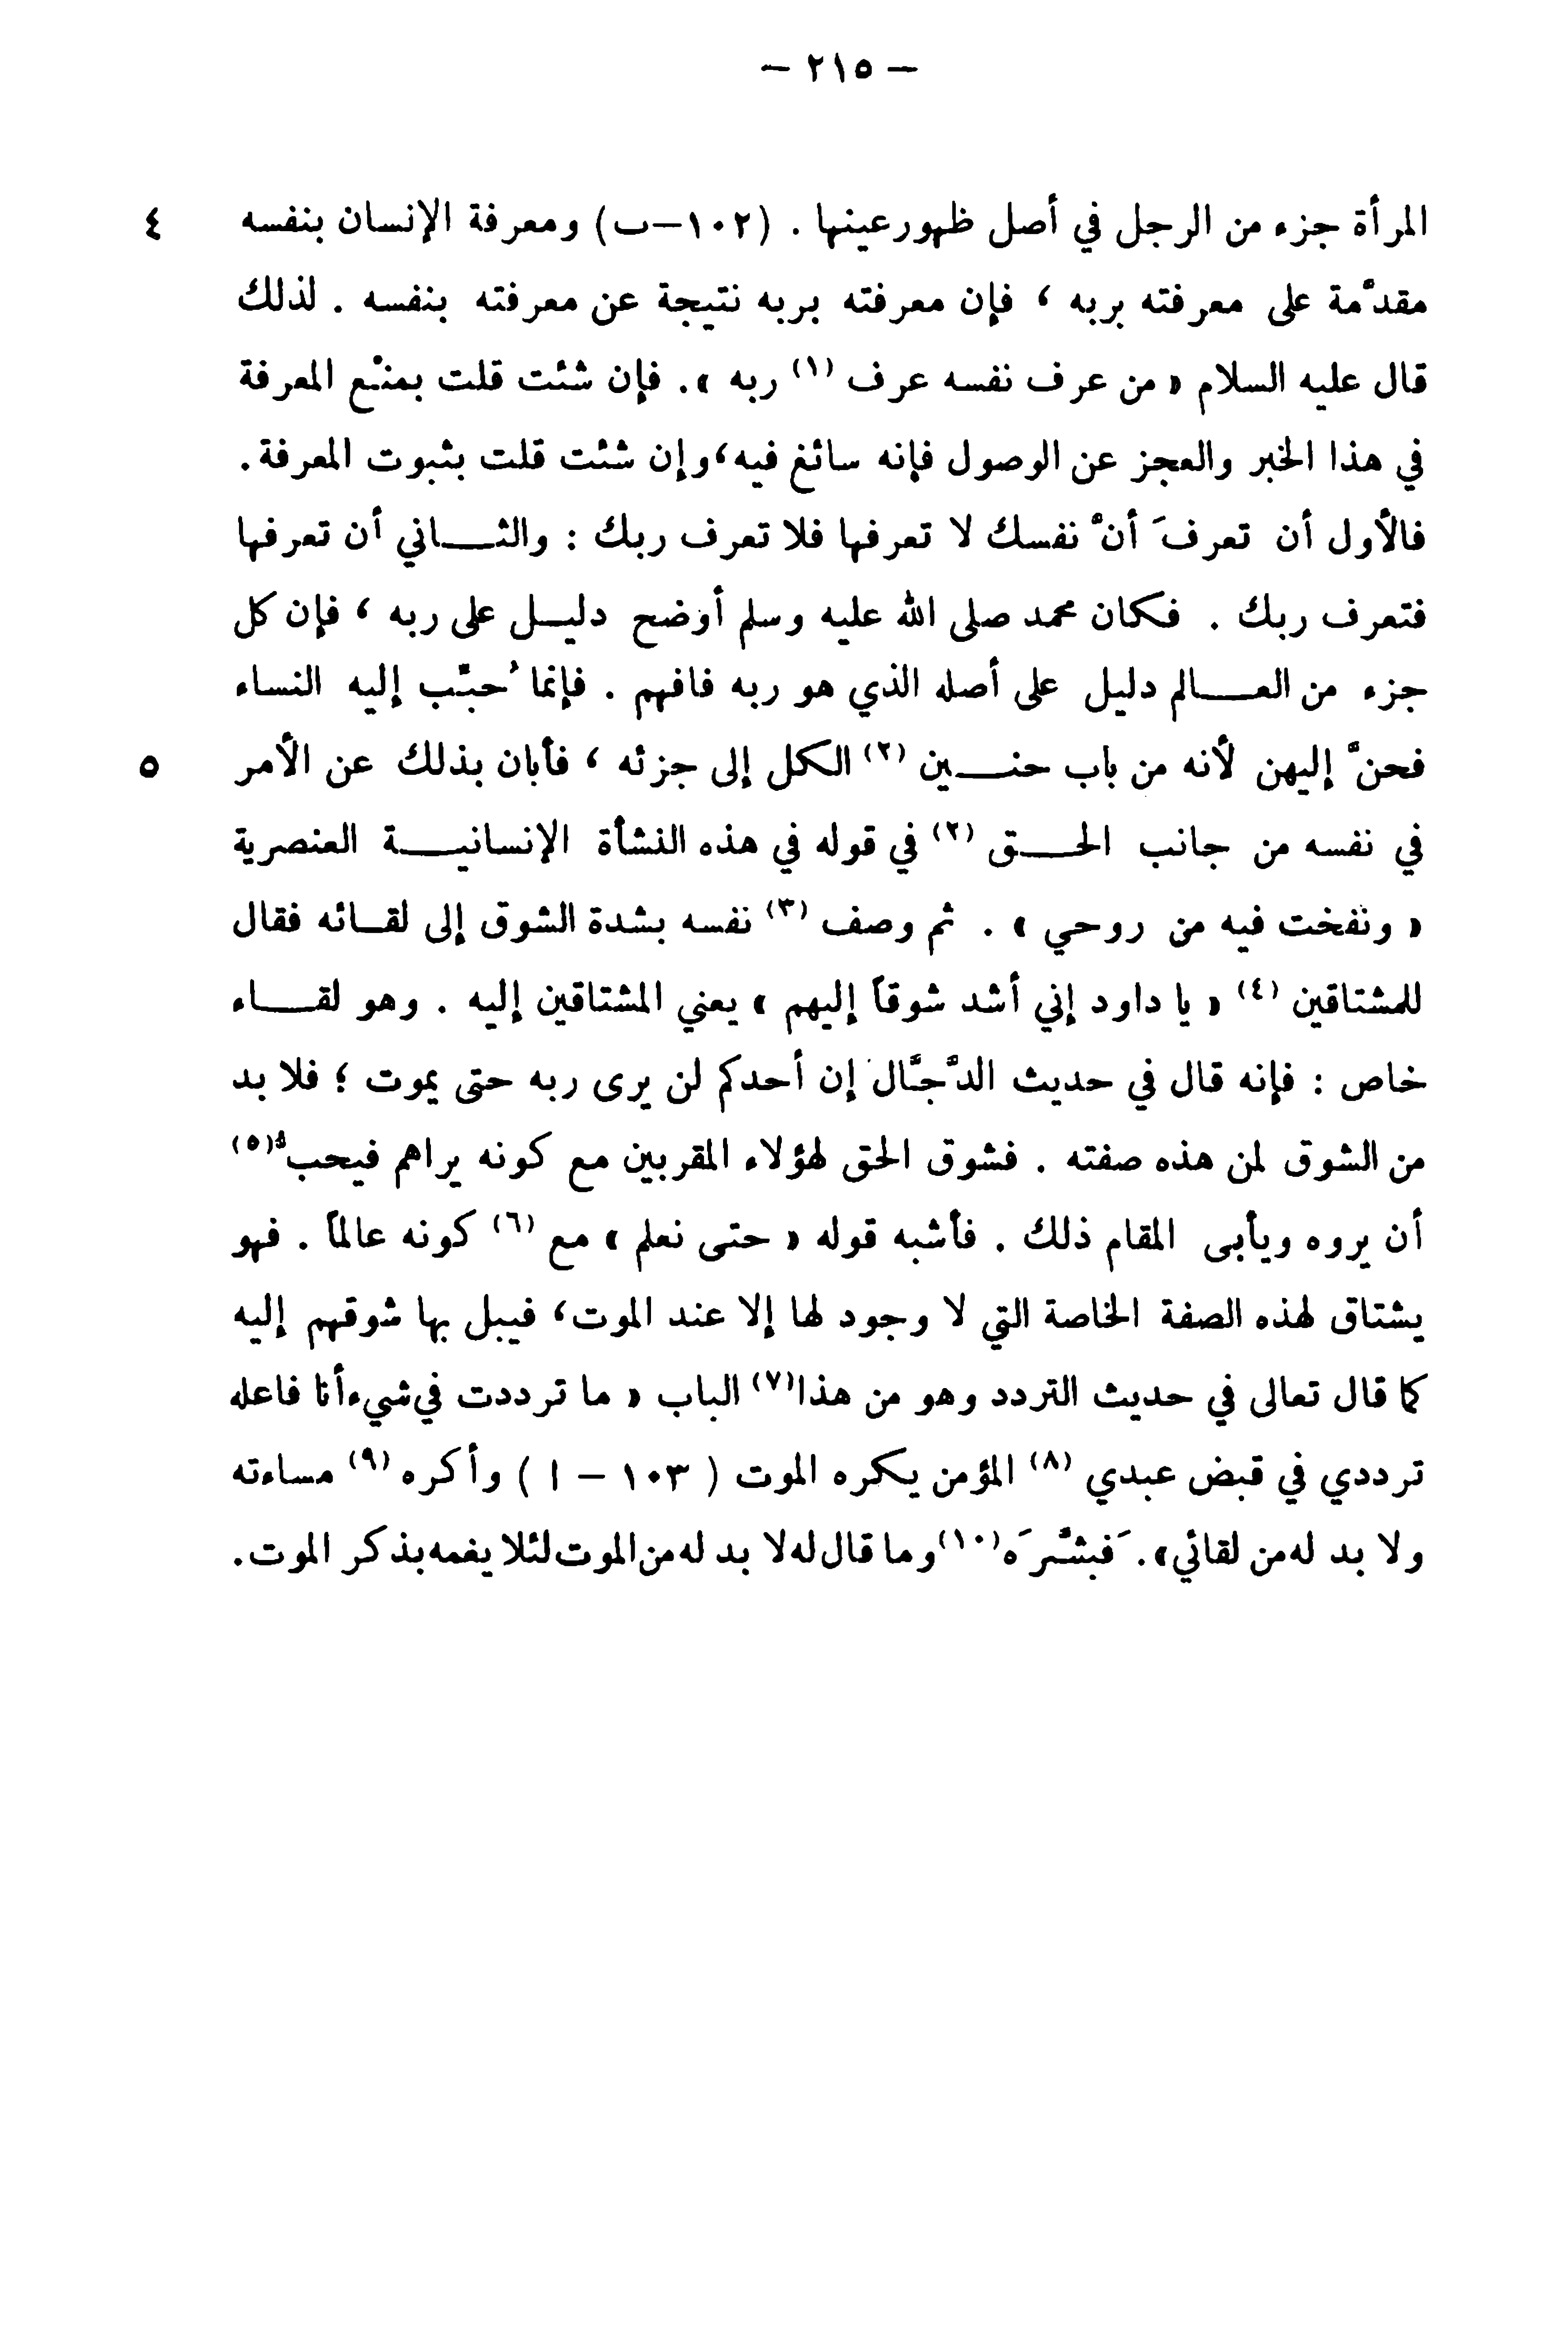 — ٢١٥ —
المرأة جزء من الرجل في أصل ظهور عينها . (١٠٢–ب) ومعرفة الإنسان بنفسه ٤
مقدَّمة على معرفته بربه ، فإن معرفته بربه نتيجة عن معرفته بنفسه . لذلك
قال عليه السلام « من عرف نفسه عرف (١) ربه » . فإن شئت قلت بمنْع المعرفة
في هذا الخبر والعجز عن الوصول فإنه سائغ فيه ، وإن شئت قلت بثبوت المعرفة .
فالأول أن تعرفَ أنَّ نفسك لا تعرفها فلا تعرف ربك : والثـــاني أن تعرفها
فتعرف ربك . فكان محمد صلى الله عليه وسلم أوضح دليـل على ربه ، فإن كل
جزء من العـــالم دليل على أصله الذي هو ربه فافهم . فإنما حُبِّب إليه النساء
فحنَّ إليهن لأنه من باب حنـــين (٢) الكل إلى جزئه ، فأبان بذلك عن الأمر ٥
في نفسه من جانب الحـــق (٢) في قوله في هذه النشأة الإنسانيـــة العنصرية
« ونفخت فيه من روحي » . ثم وصف (٣) نفسه بشدة الشوق إلى لقـائه فقال
للمشتاقين (٤) « يا داود إني أشد شوقاً إليهم » يعني المشتاقين إليه . وهو لقـــاء
خاص : فإنه قال في حديث الدَّجَّال إن أحدكم لن يرى ربه حتى يموت ؛ فلا بد
من الشوق لمن هذه صفته . فشوق الحق لهؤلاء المقربين مع كونه يراهم فيحبُّ (٥)
أن يروه ويأبى المقام ذلك . فأشبه قوله « حتى نعلم » مع (٦) كونه عالماً . فهو
يشتاق لهذه الصفة الخاصة التي لا وجود لها إلا عند الموت ، فيبل بها شوقهم إليه
كما قال تعالى في حديث التردد وهو من هذا (٧) الباب « ما ترددت في شيء أنا فاعله
ترددي في قبض عبدي (٨) المؤمن يكره الموت ( ١٠٣ – ا ) وأكره (٩) مساءته
ولا بد له من لقائي » . فَبشَّرَه (١٠) وما قال له لا بد له من الموت لئلا يغمه بذكر الموت .